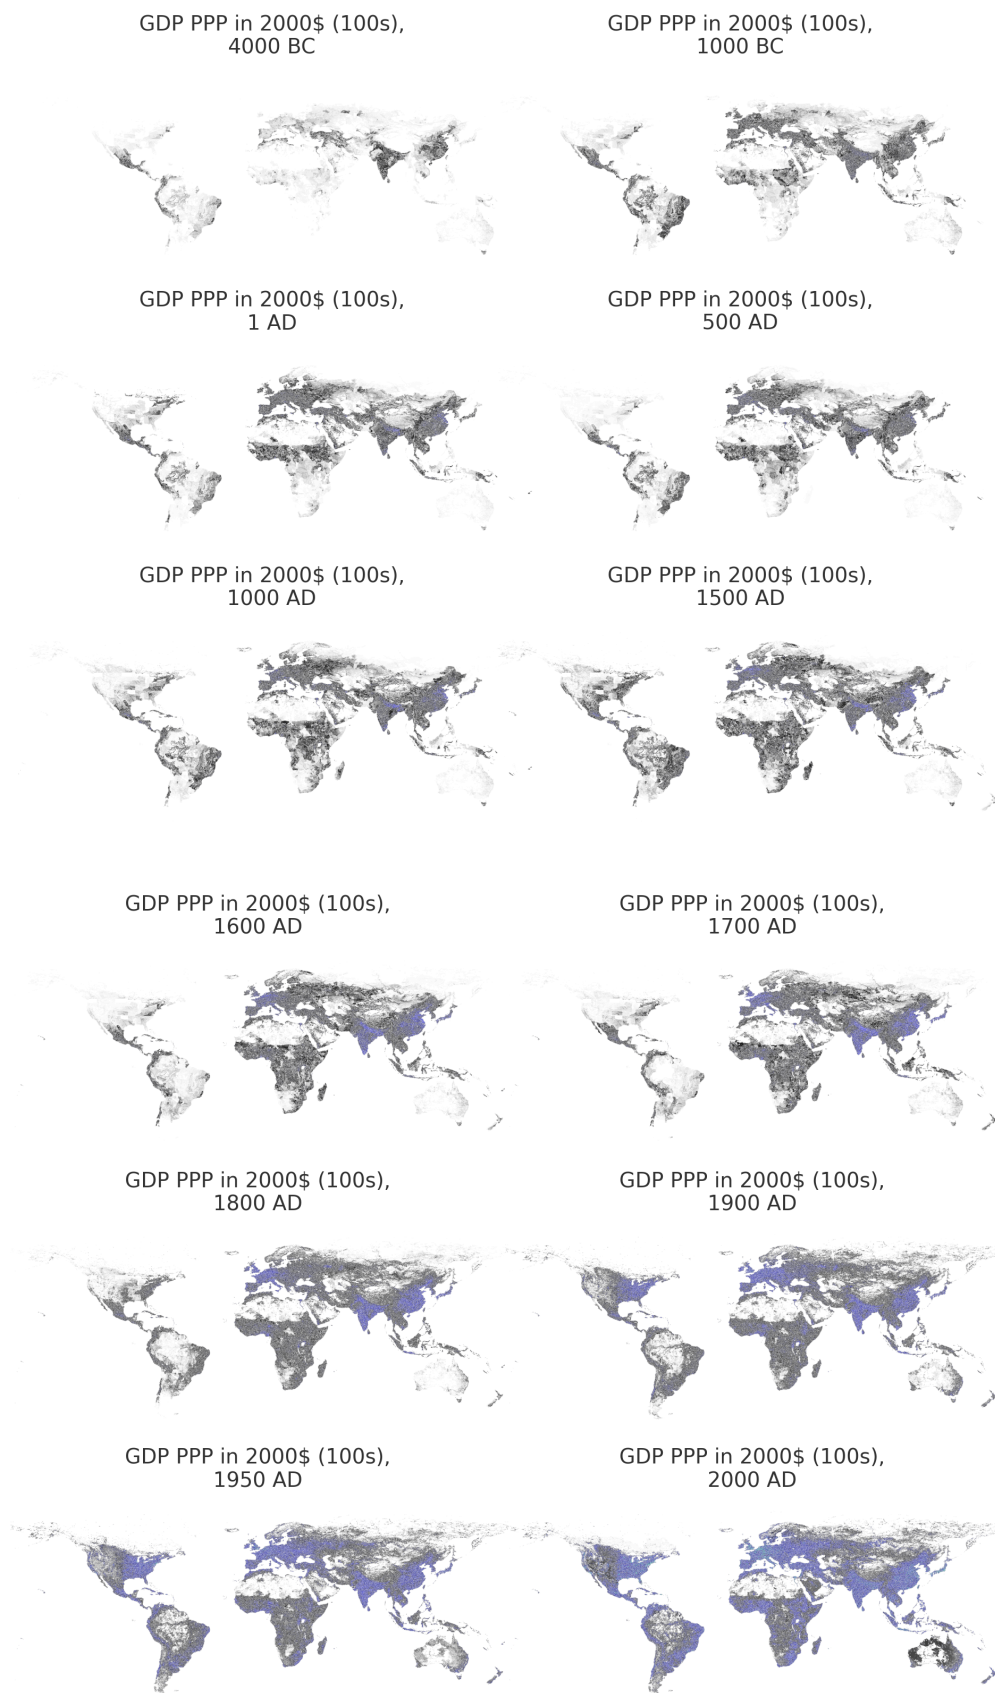 GDP PPP in 2000$ (100s),
4000 BC
GDP PPP in 2000$ (100s),
1000 BC
GDP PPP in 2000$ (100s),
1 AD
GDP PPP in 2000$ (100s),
500 AD
GDP PPP in 2000$ (100s),
1000 AD
GDP PPP in 2000$ (100s),
1500 AD
GDP PPP in 2000$ (100s),
1600 AD
GDP PPP in 2000$ (100s),
1700 AD
GDP PPP in 2000$ (100s),
1800 AD
GDP PPP in 2000$ (100s),
1900 AD
GDP PPP in 2000$ (100s),
1950 AD
GDP PPP in 2000$ (100s),
2000 AD